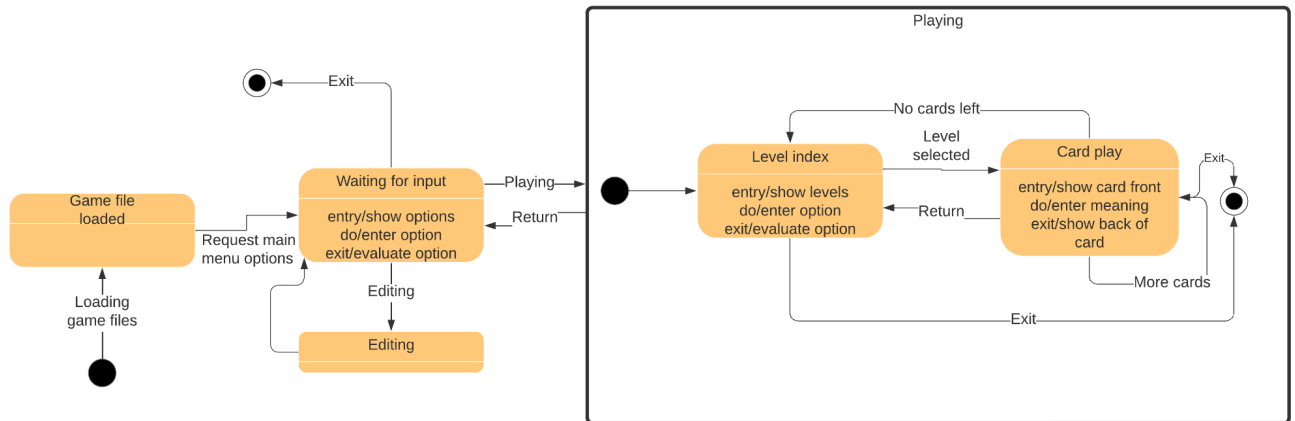 Playing
Exit
No cards left
Level
selected
Level index
entry/show levels
do/enter option
exit/evaluate option
Card play
entry/show card front
do/enter meaning
exit/show back of
card
Exit
Waiting for input
entry/show options
do/enter option
exit/evaluate option
Playing
Return
Return
Game file
loaded
Request main
menu options
More cards
Loading
game files
Editing
Exit
Editing